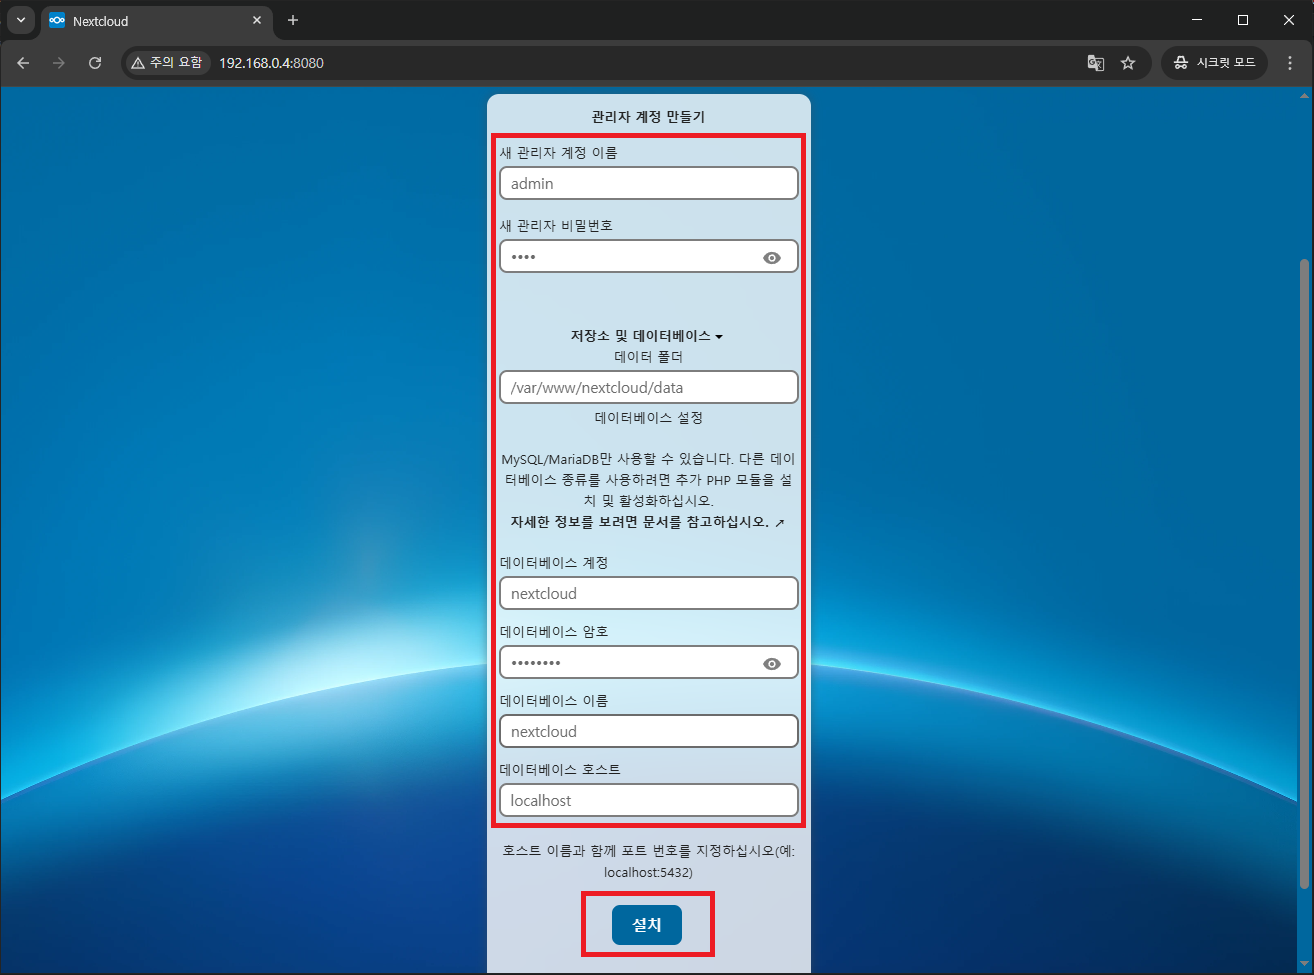 Nextcloud
주의 요함
192.168.0.4:8080
시크릿 모드
관리자 계정 만들기
새 관리자 계정 이름
admin
새 관리자 비밀번호
••••
저장소 및 데이터베이스
데이터 폴더
/var/www/nextcloud/data
데이터베이스 설정
MySQL/MariaDB만 사용할 수 있습니다. 다른 데이
터베이스 종류를 사용하려면 추가 PHP 모듈을 설
치 및 활성화하십시오.
자세한 정보를 보려면 문서를 참고하십시오. ↗
데이터베이스 계정
nextcloud
데이터베이스 암호
••••••••
데이터베이스 이름
nextcloud
데이터베이스 호스트
localhost
호스트 이름과 함께 포트 번호를 지정하십시오(예:
localhost:5432)
설치